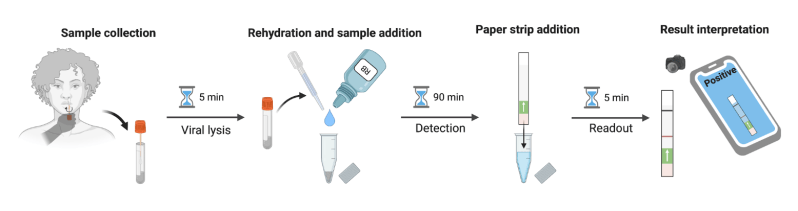 Sample collection
Rehydration and sample addition
Paper strip addition
Result interpretation
RB
Positive
5 min
Viral lysis
90 min
Detection
5 min
Readout